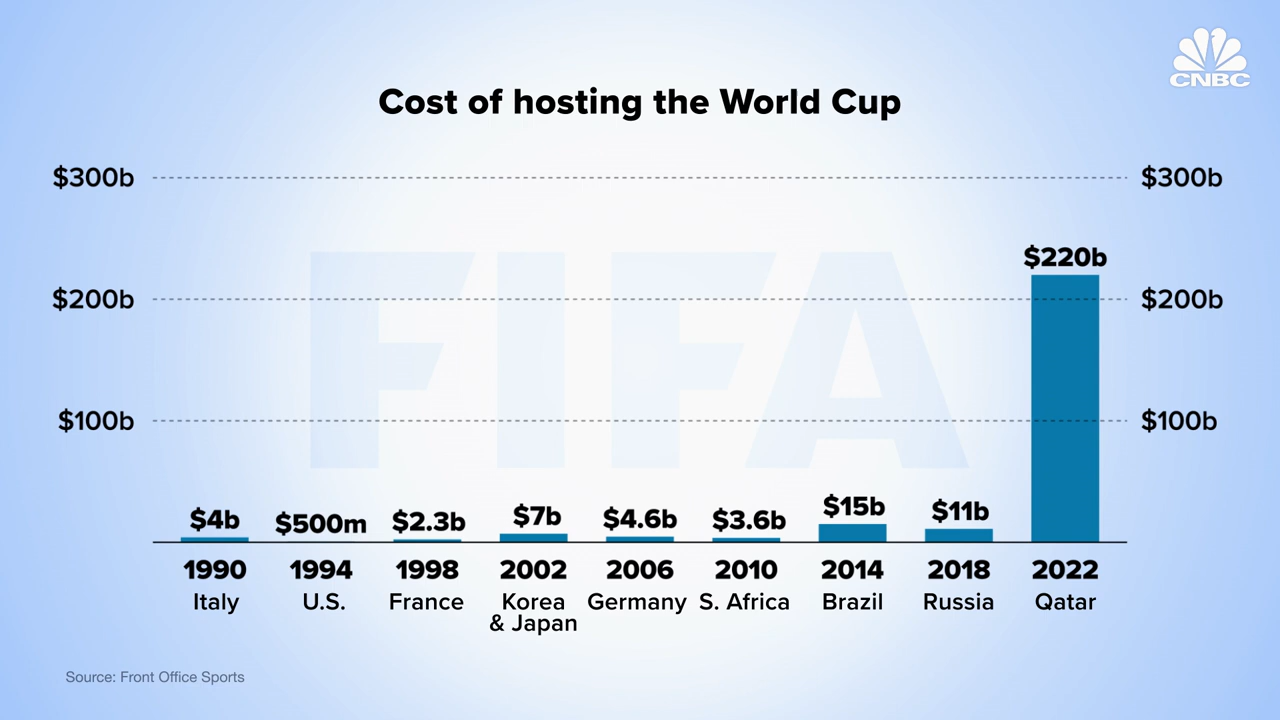 CNBC
Cost of hosting the World Cup
$300b $300b
FIFA
$220b
$200b $200b
$100b $100b
$4b $500m $2.3b $7b $4.6b $3.6b $15b $11b
1990 1994 1998 2002 2006 2010 2014 2018 2022
Italy U.S. France Korea Germany S. Africa Brazil Russia Qatar
& Japan
Source: Front Office Sports